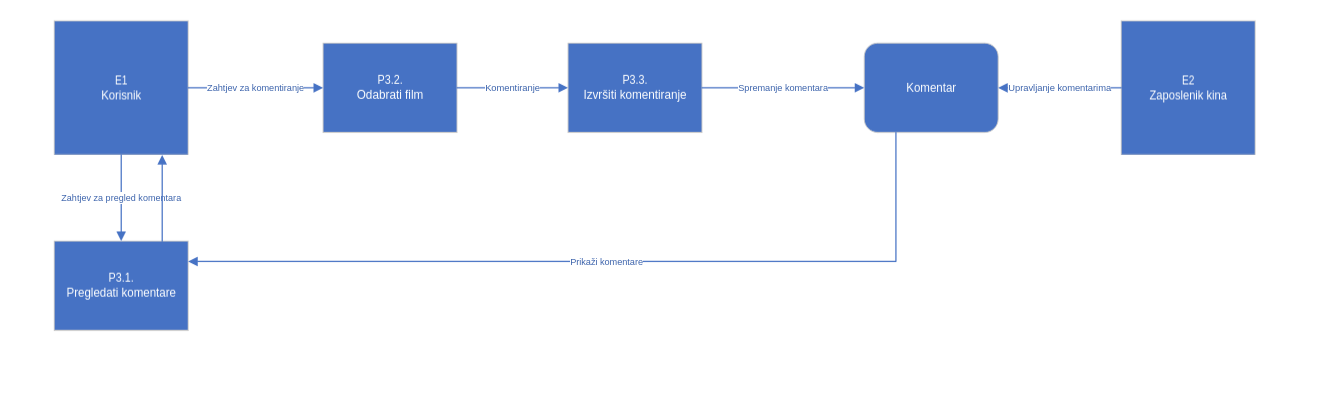 E1
Korisnik
Zahtjev za komentiranje
P3.2.
Odabrati film
Komentiranje
P3.3.
Izvršiti komentiranje
Spremanje komentara
Komentar
Upravljanje komentarima
E2
Zaposlenik kina
Zahtjev za pregled komentara
Prikaži komentare
P3.1.
Pregledati komentare